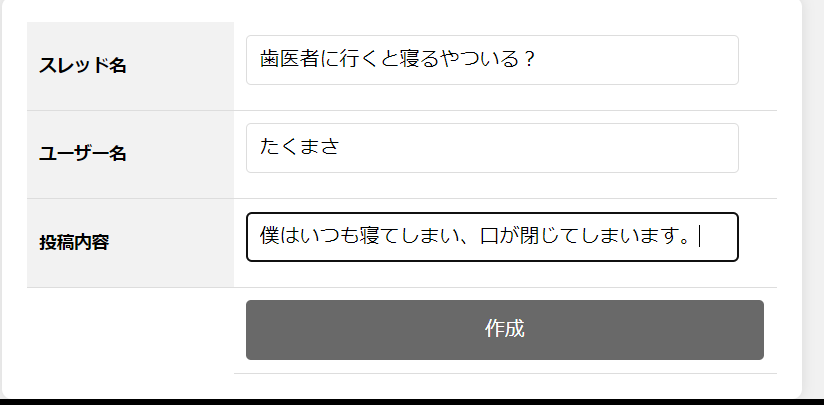 スレッド名
歯医者に行くと寝るやついる？
ユーザー名
たくまさ
投稿内容
僕はいつも寝てしまい、口が閉じてしまいます。
作成